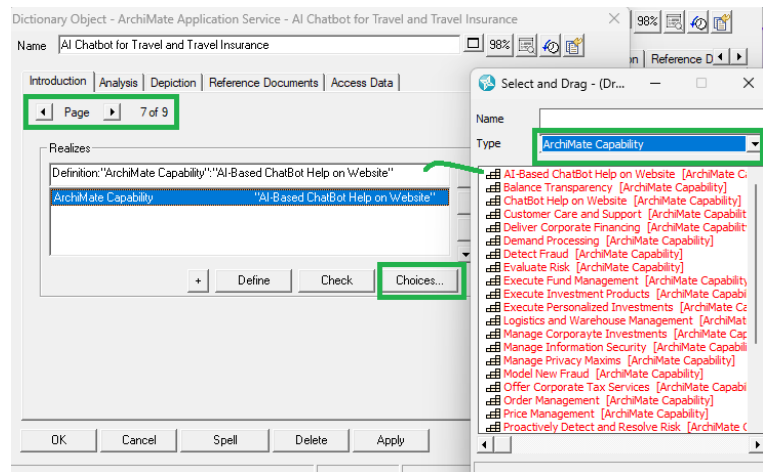 Dictionary Object - ArchiMate Application Service - AI Chatbot for Travel and Travel Insurance
98%
Name AI Chatbot for Travel and Travel Insurance
98%
Reference D
Introduction Analysis Depiction Reference Documents Access Data
Page 7 of 9
Realizes
Definition:"ArchiMate Capability":"AI-Based ChatBot Help on Website"
ArchiMate Capability "AI-Based ChatBot Help on Website"
+ Define Check Choices...
OK Cancel Spell Delete Apply
Select and Drag - (Dr...
Name
Type ArchiMate Capability
AI-Based ChatBot Help on Website [ArchiMate Ca
Balance Transparency [ArchiMate Capability]
ChatBot Help on Website [ArchiMate Capability]
Customer Care and Support [ArchiMate Capabilit
Deliver Corporate Financing [ArchiMate Capabilit
Demand Processing [ArchiMate Capability]
Detect Fraud [ArchiMate Capability]
Evaluate Risk [ArchiMate Capability]
Execute Fund Management [ArchiMate Capability
Execute Investment Products [ArchiMate Capabi
Execute Personalized Investments [ArchiMate Ca
Logistics and Warehouse Management [ArchiMat
Manage Corporayte Investments [ArchiMate Cap
Manage Information Security [ArchiMate Capabili
Manage Privacy Maxims [ArchiMate Capability]
Model New Fraud [ArchiMate Capability]
Offer Corporate Tax Services [ArchiMate Capabi
Order Management [ArchiMate Capability]
Price Management [ArchiMate Capability]
Proactively Detect and Resolve Risk [ArchiMate C